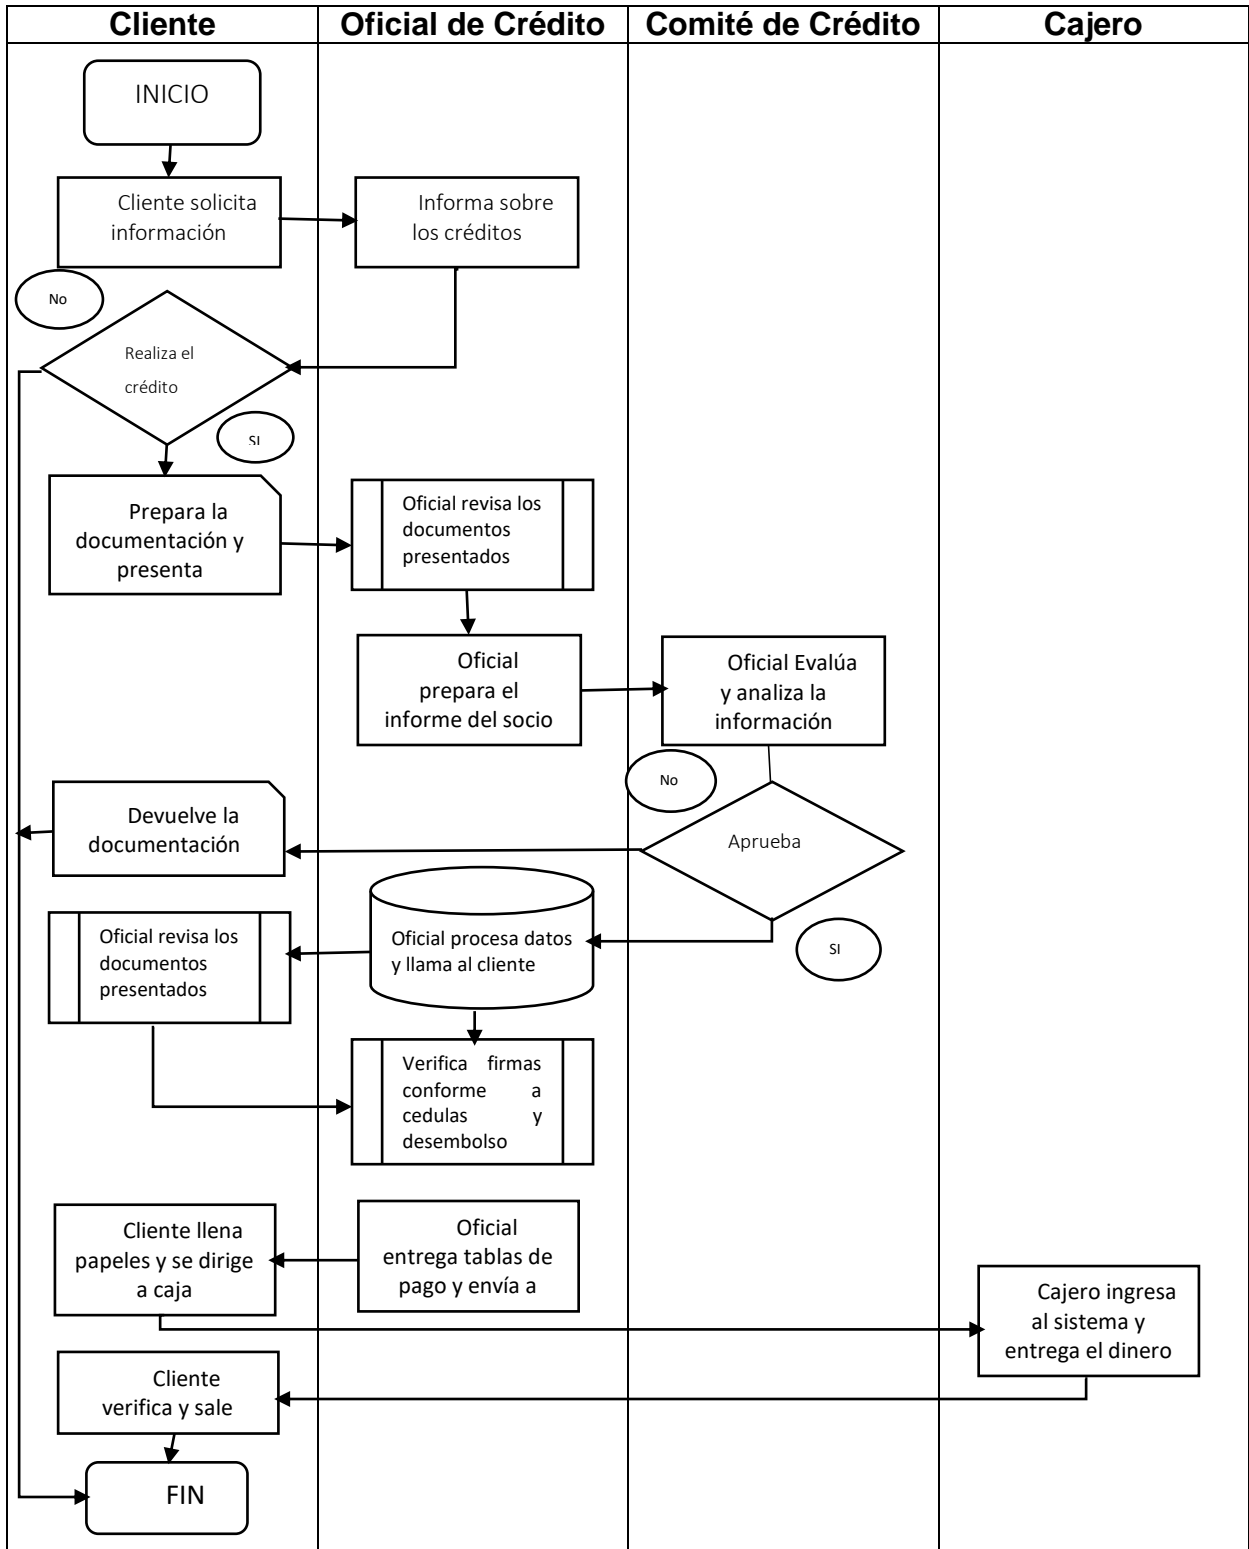 Cliente
Oficial de Crédito
Comité de Crédito
Cajero
INICIO
Cliente solicita
información
Informa sobre
los créditos
No
Realiza el
crédito
SI
Prepara la
documentación y
presenta
Oficial revisa los
documentos
presentados
Oficial
prepara el
informe del socio
Oficial Evalúa
y analiza la
información
No
Aprueba
Devuelve la
documentación
SI
Oficial procesa datos
y llama al cliente
Oficial revisa los
documentos
presentados
Verifica firmas
conforme a
cedulas y
desembolso
Oficial
entrega tablas de
pago y envía a
Cliente llena
papeles y se dirige
a caja
Cajero ingresa
al sistema y
entrega el dinero
Cliente
verifica y sale
FIN